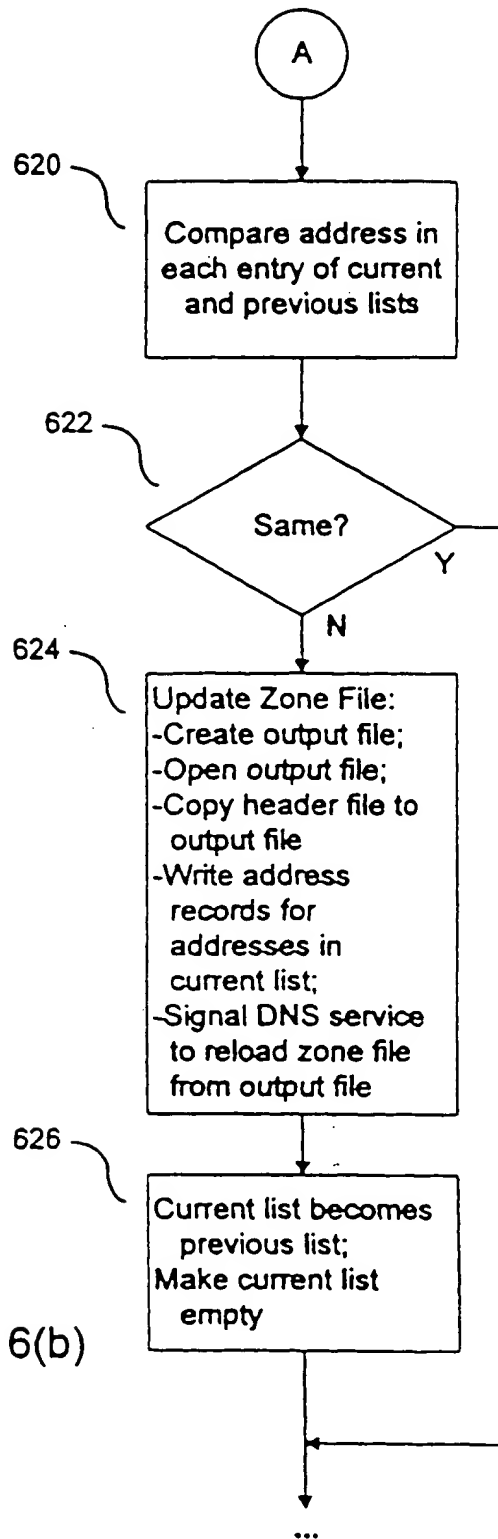 A
620
Compare address in
each entry of current
and previous lists
622
Same?
Y
N
624
Update Zone File:
-Create output file;
-Open output file;
-Copy header file to
output file
-Write address
records for
addresses in
current list;
-Signal DNS service
to reload zone file
from output file
626
Current list becomes
previous list;
Make current list
empty
6(b)
...